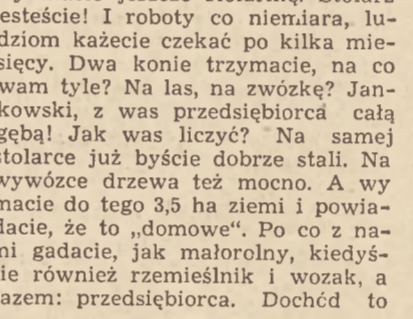 esteście! I roboty co niemiara, lu-
dziom każecie czekać po kilka mie-
sięcy. Dwa konie trzymacie, na co
wam tyle? Na las, na zwózkę? Jan-
kowski, z was przedsiębiorca całą
gębą! Jak was liczyć? Na samej
stolarce już byście dobrze stali. Na
wywózce drzewa też mocno. A wy
macie do tego 3,5 ha ziemi i powia-
dacie, że to „domowe". Po co z na-
mi gadacie, jak małorolny, kiedyś-
ie również rzemieślnik i wozak, a
azem: przedsiębiorca. Dochód to